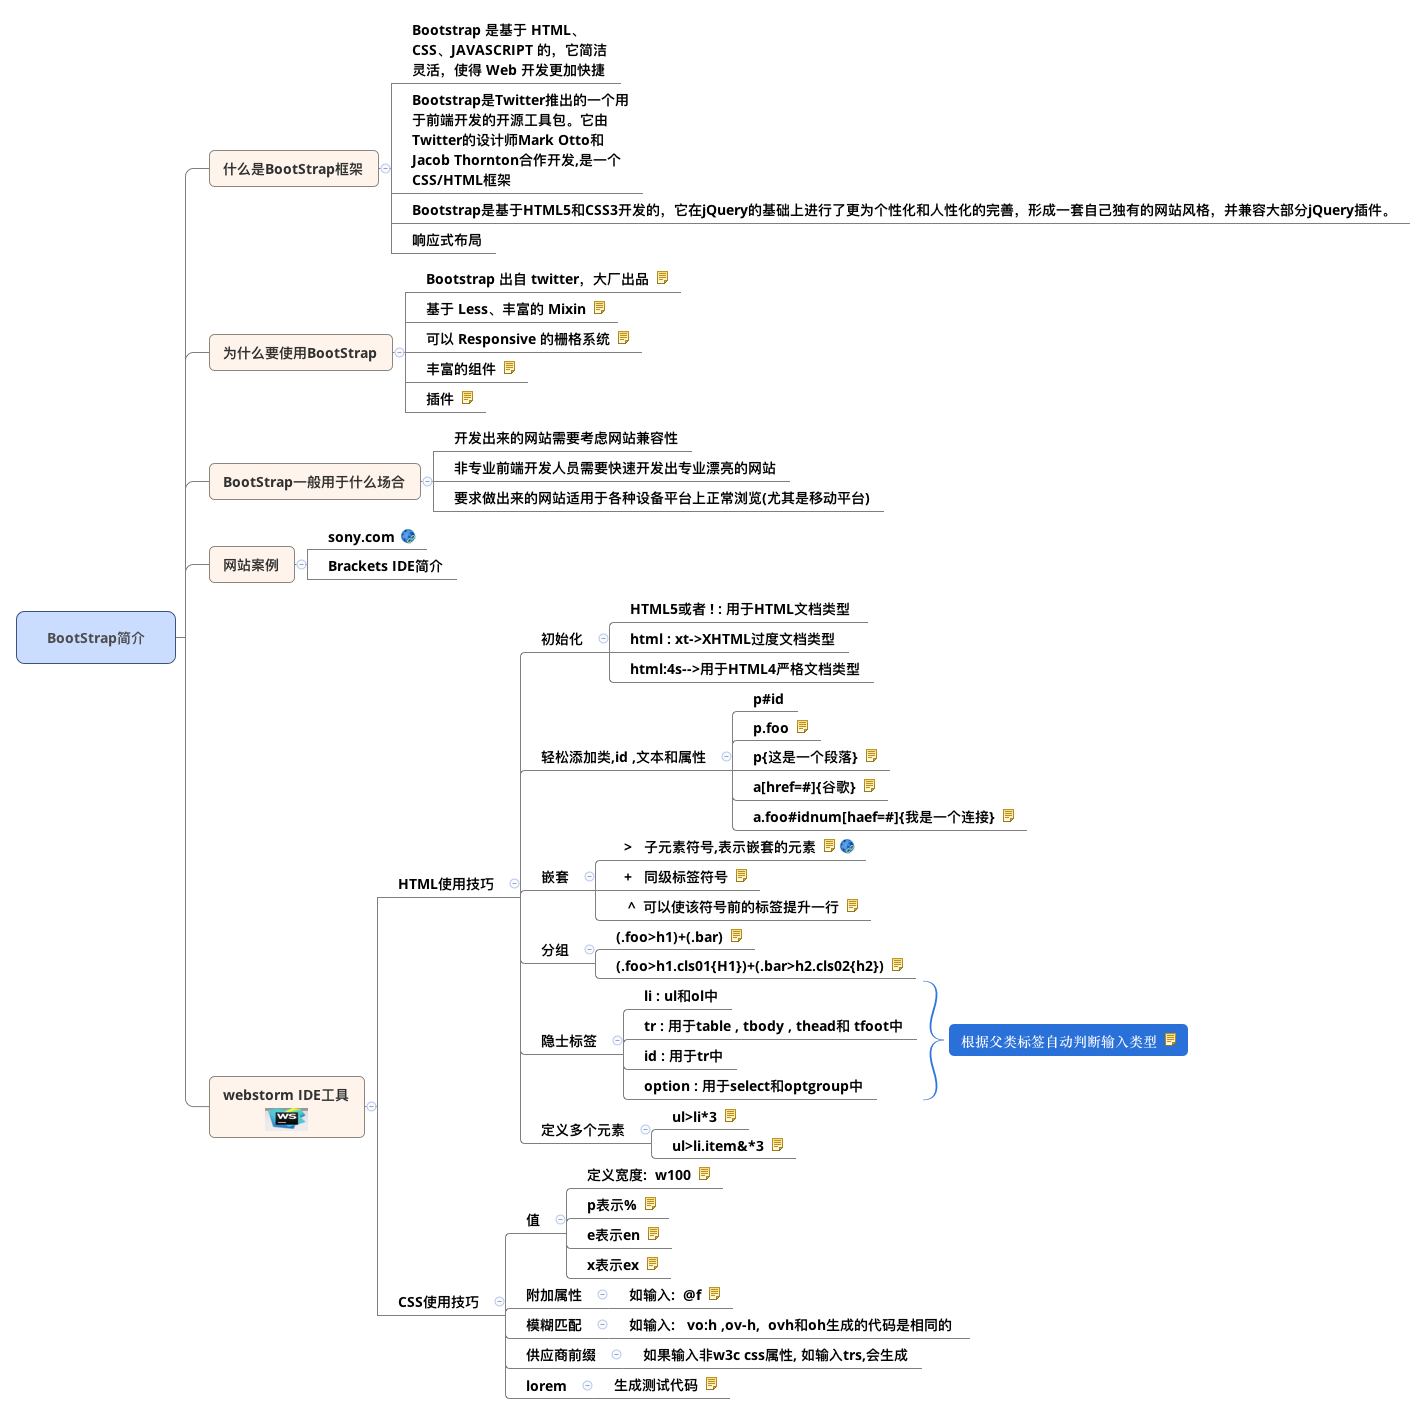 Bootstrap 是基于 HTML、
CSS、JAVASCRIPT 的，它简洁
灵活，使得 Web 开发更加快捷
Bootstrap是Twitter推出的一个用
于前端开发的开源工具包。它由
Twitter的设计师Mark Otto和
Jacob Thornton合作开发,是一个
CSS/HTML框架
什么是BootStrap框架
Bootstrap是基于HTML5和CSS3开发的，它在jQuery的基础上进行了更为个性化和人性化的完善，形成一套自己独有的网站风格，并兼容大部分jQuery插件。
响应式布局
Bootstrap 出自 twitter，大厂出品
基于 Less、丰富的 Mixin
可以 Responsive 的栅格系统
为什么要使用BootStrap
丰富的组件
插件
开发出来的网站需要考虑网站兼容性
非专业前端开发人员需要快速开发出专业漂亮的网站
BootStrap一般用于什么场合
要求做出来的网站适用于各种设备平台上正常浏览(尤其是移动平台)
sony.com
网站案例
Brackets IDE简介
BootStrap简介
HTML5或者 ! : 用于HTML文档类型
初始化
html : xt->XHTML过度文档类型
html:4s-->用于HTML4严格文档类型
p#id
p.foo
轻松添加类,id ,文本和属性
p{这是一个段落}
a[href=#]{谷歌}
a.foo#idnum[haef=#]{我是一个连接}
> 子元素符号,表示嵌套的元素
HTML使用技巧
嵌套
+ 同级标签符号
^ 可以使该符号前的标签提升一行
(.foo>h1)+(.bar)
分组
(.foo>h1.cls01{H1})+(.bar>h2.cls02{h2})
li : ul和ol中
tr : 用于table , tbody , thead和 tfoot中
隐士标签
根据父类标签自动判断输入类型
id : 用于tr中
option : 用于select和optgroup中
webstorm IDE工具
WS
ul>li*3
定义多个元素
ul>li.item&*3
定义宽度: w100
p表示%
值
e表示en
x表示ex
CSS使用技巧
附加属性
如输入: @f
模糊匹配
如输入: vo:h ,ov-h, ovh和oh生成的代码是相同的
供应商前缀
如果输入非w3c css属性, 如输入trs,会生成
lorem
生成测试代码